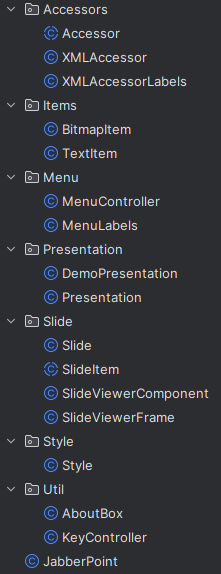 Accessors
Accessor
XMLAccessor
XMLAccessorLabels
Items
BitmapItem
TextItem
Menu
MenuController
MenuLabels
Presentation
DemoPresentation
Presentation
Slide
Slide
SlideItem
SlideViewerComponent
SlideViewerFrame
Style
Style
Util
AboutBox
KeyController
JabberPoint